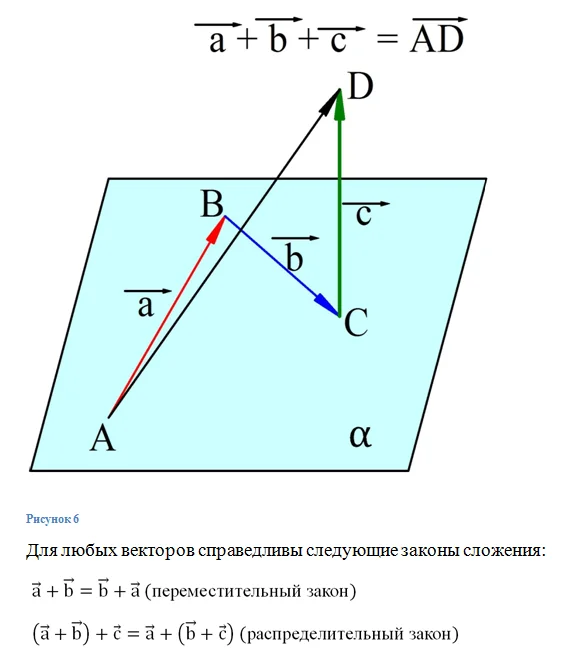 a + b + c = AD
D
B
c
b
a
C
A
α
Рисунок 6
Для любых векторов справедливы следующие законы сложения:
a⃗ + b⃗ = b⃗ + a⃗ (переместительный закон)
(a⃗ + b⃗) + c⃗ = a⃗ + (b⃗ + c⃗) (распределительный закон)